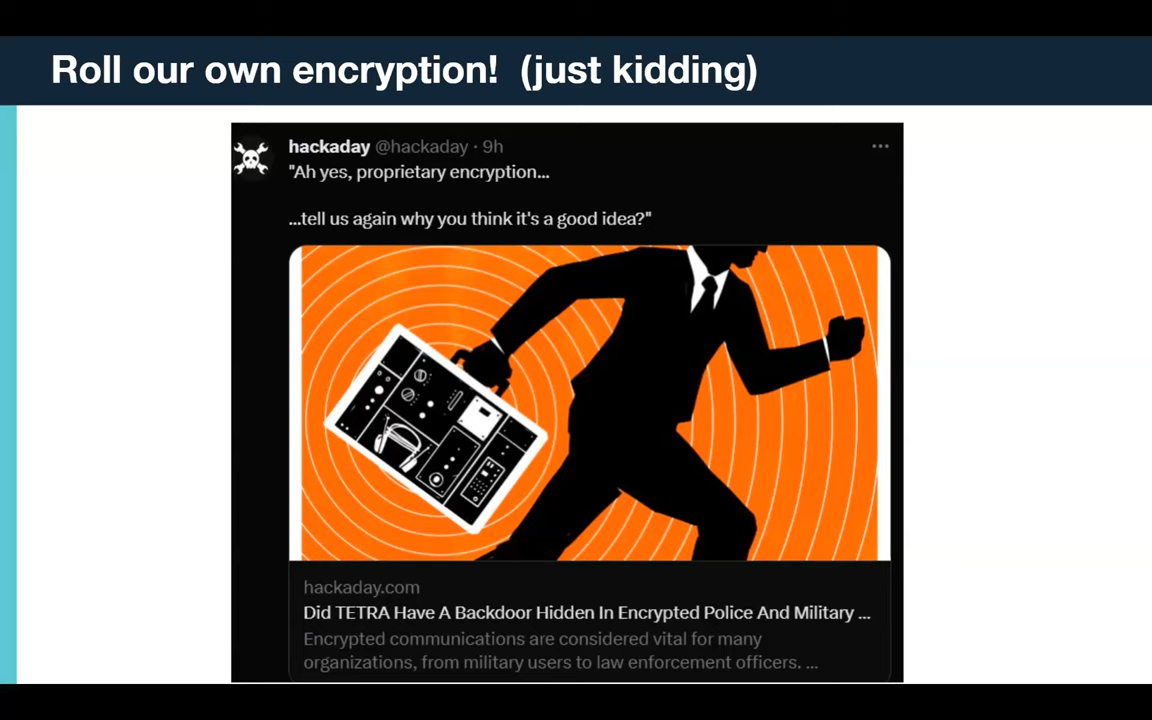 Roll our own encryption!  (just kidding)
hackaday @hackaday · 9h
"Ah yes, proprietary encryption...
...tell us again why you think it's a good idea?"
hackaday.com
Did TETRA Have A Backdoor Hidden In Encrypted Police And Military ...
Encrypted communications are considered vital for many
organizations, from military users to law enforcement officers. ...